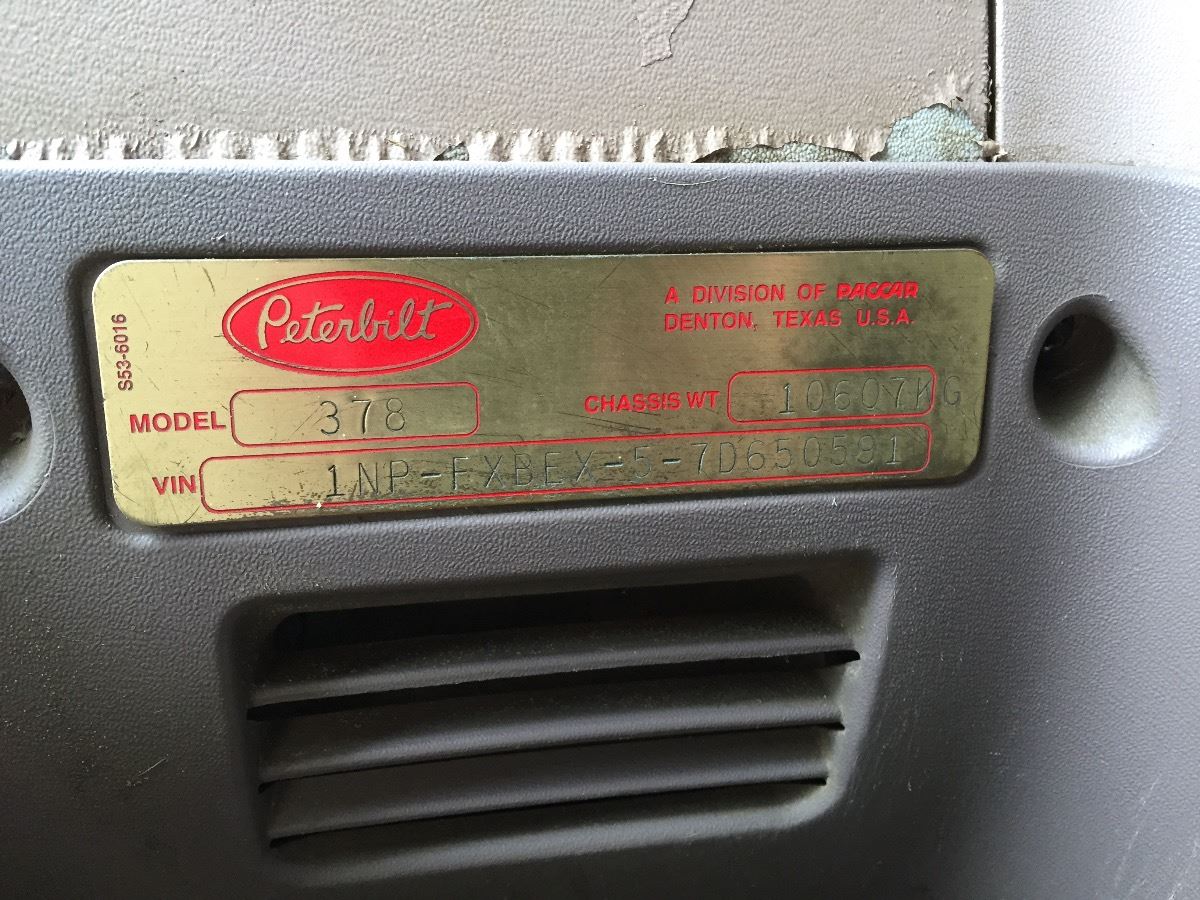 S53-6016
Peterbilt
A DIVISION OF PACCAR
DENTON, TEXAS U.S.A.
MODEL 378
CHASSIS WT 10607KG
VIN 1NP-FXBEX-5-7D650591